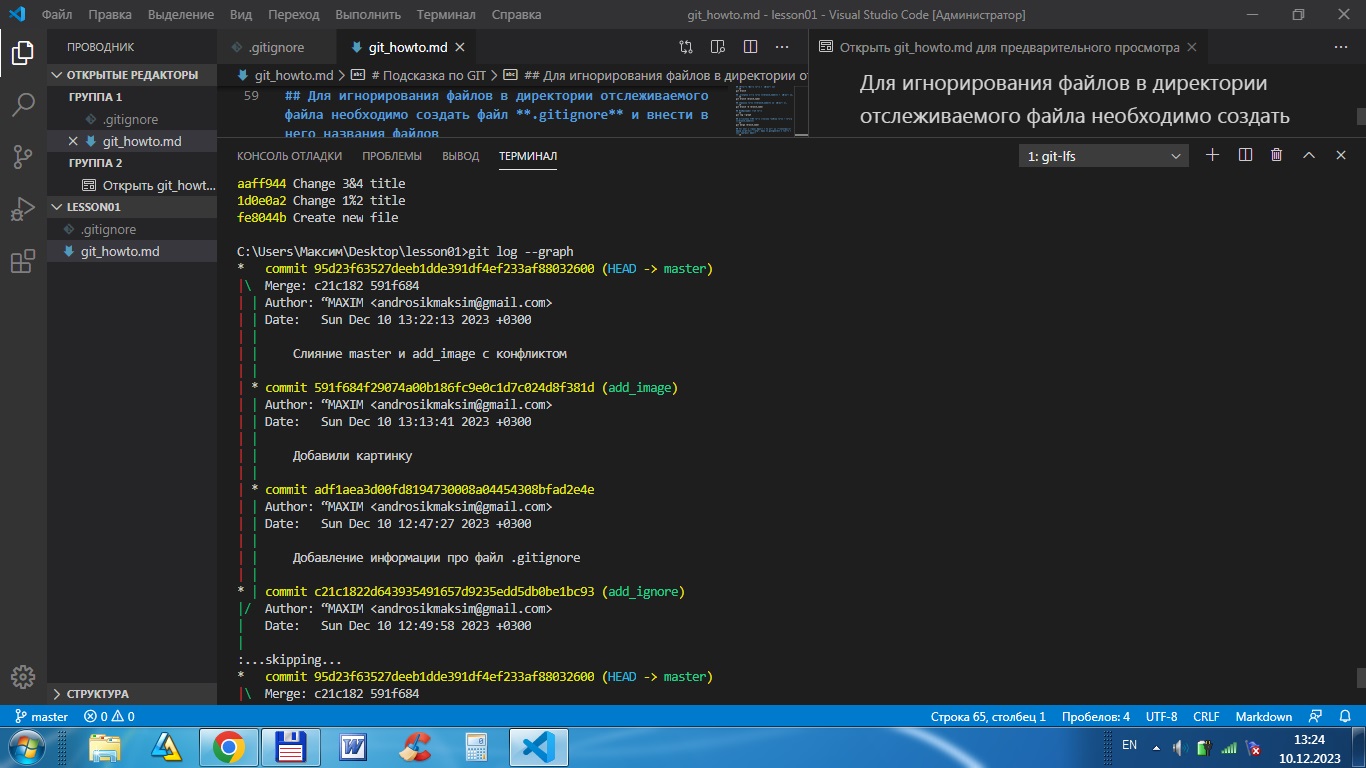 Файл Правка Выделение Вид Переход Выполнить Терминал Справка git_howto.md - lesson01 - Visual Studio Code [Администратор]
ПРОВОДНИК
ОТКРЫТЫЕ РЕДАКТОРЫ
ГРУППА 1
.gitignore
git_howto.md
ГРУППА 2
Открыть git_howt...
LESSON01
.gitignore
git_howto.md
СТРУКТУРА
.gitignore git_howto.md
git_howto.md > # Подсказка по GIT > ## Для игнорирования файлов в директории о
59 ## Для игнорирования файлов в директории отслеживаемого
файла необходимо создать файл **.gitignore** и внести в
него названия файлов
Открыть git_howto.md для предварительного просмотра
Для игнорирования файлов в директории
отслеживаемого файла необходимо создать
КОНСОЛЬ ОТЛАДКИ ПРОБЛЕМЫ ВЫВОД ТЕРМИНАЛ 1: git-lfs
aaff944 Change 3&4 title
1d0e0a2 Change 1%2 title
fe8044b Create new file
C:\Users\Максим\Desktop\lesson01>git log --graph
*   commit 95d23f63527deeb1dde391df4ef233af88032600 (HEAD -> master)
|\  Merge: c21c182 591f684
| | Author: “MAXIM <androsikmaksim@gmail.com>
| | Date:   Sun Dec 10 13:22:13 2023 +0300
| |
| |     Слияние master и add_image с конфликтом
| |
| * commit 591f684f29074a00b186fc9e0c1d7c024d8f381d (add_image)
| | Author: “MAXIM <androsikmaksim@gmail.com>
| | Date:   Sun Dec 10 13:13:41 2023 +0300
| |
| |     Добавили картинку
| |
| * commit adf1aea3d00fd8194730008a04454308bfad2e4e
| | Author: “MAXIM <androsikmaksim@gmail.com>
| | Date:   Sun Dec 10 12:47:27 2023 +0300
| |
| |     Добавление информации про файл .gitignore
| |
* | commit c21c1822d643935491657d9235edd5db0be1bc93 (add_ignore)
|/  Author: “MAXIM <androsikmaksim@gmail.com>
|   Date:   Sun Dec 10 12:49:58 2023 +0300
|
:...skipping...
*   commit 95d23f63527deeb1dde391df4ef233af88032600 (HEAD -> master)
|\  Merge: c21c182 591f684
master 0 0 Строка 65, столбец 1 Пробелов: 4 UTF-8 CRLF Markdown
EN 13:24
10.12.2023